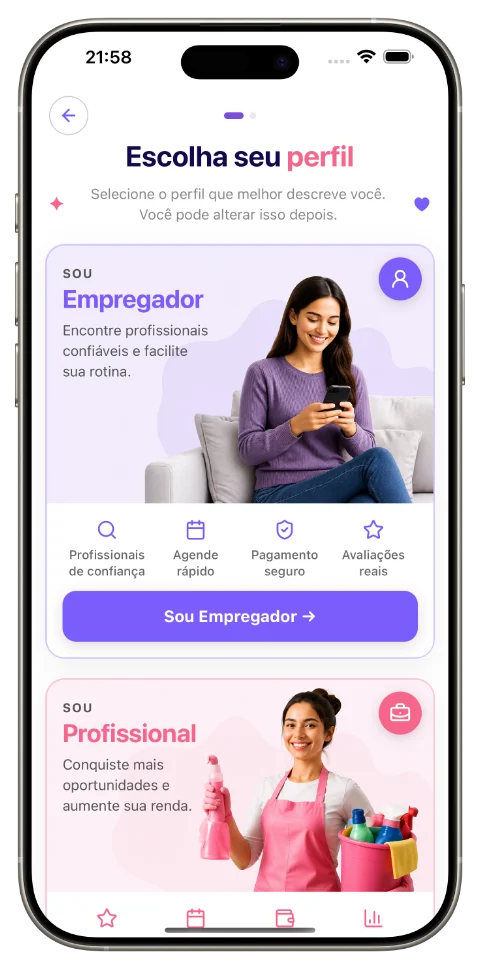 21:58
Escolha seu perfil
Selecione o perfil que melhor descreve você.
Você pode alterar isso depois.
SOU
Empregador
Encontre profissionais
confiáveis e facilite
sua rotina.
Profissionais
de confiança
Agende
rápido
Pagamento
seguro
Avaliações
reais
Sou Empregador →
SOU
Profissional
Conquiste mais
oportunidades e
aumente sua renda.